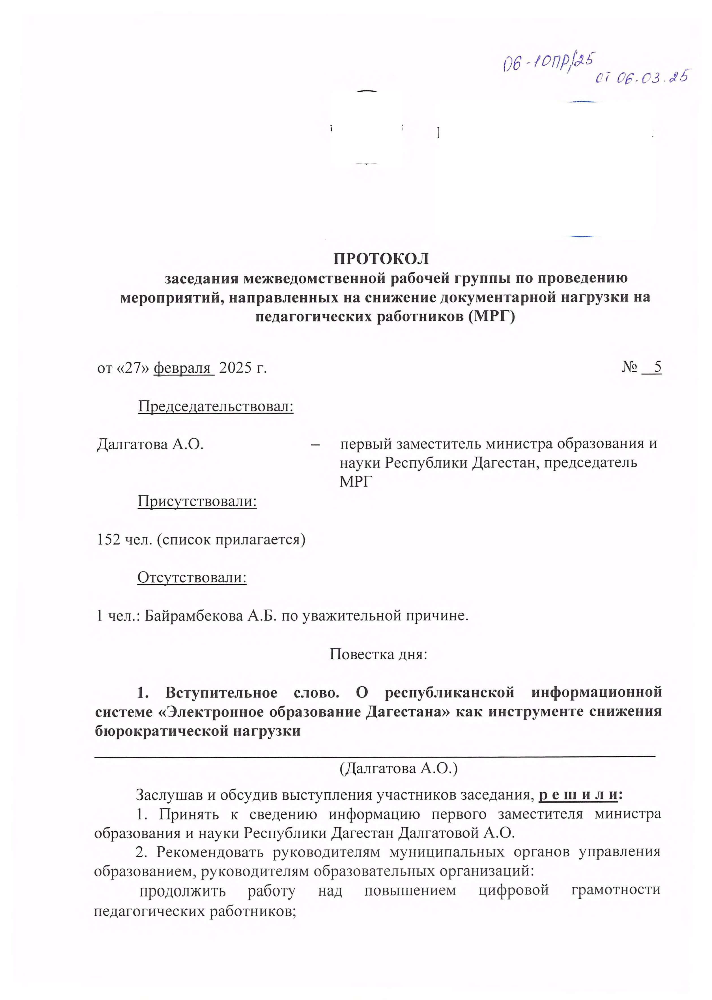 06-10ПР/25
от 06.03.25
ПРОТОКОЛ
заседания межведомственной рабочей группы по проведению
мероприятий, направленных на снижение документарной нагрузки на
педагогических работников (МРГ)
от «27» февраля 2025 г. № 5
Председательствовал:
Далгатова А.О. – первый заместитель министра образования и
науки Республики Дагестан, председатель
МРГ
Присутствовали:
152 чел. (список прилагается)
Отсутствовали:
1 чел.: Байрамбекова А.Б. по уважительной причине.
Повестка дня:
1. Вступительное слово. О республиканской информационной
системе «Электронное образование Дагестана» как инструменте снижения
бюрократической нагрузки
(Далгатова А.О.)
Заслушав и обсудив выступления участников заседания, р е ш и л и:
1. Принять к сведению информацию первого заместителя министра
образования и науки Республики Дагестан Далгатовой А.О.
2. Рекомендовать руководителям муниципальных органов управления
образованием, руководителям образовательных организаций:
продолжить работу над повышением цифровой грамотности
педагогических работников;